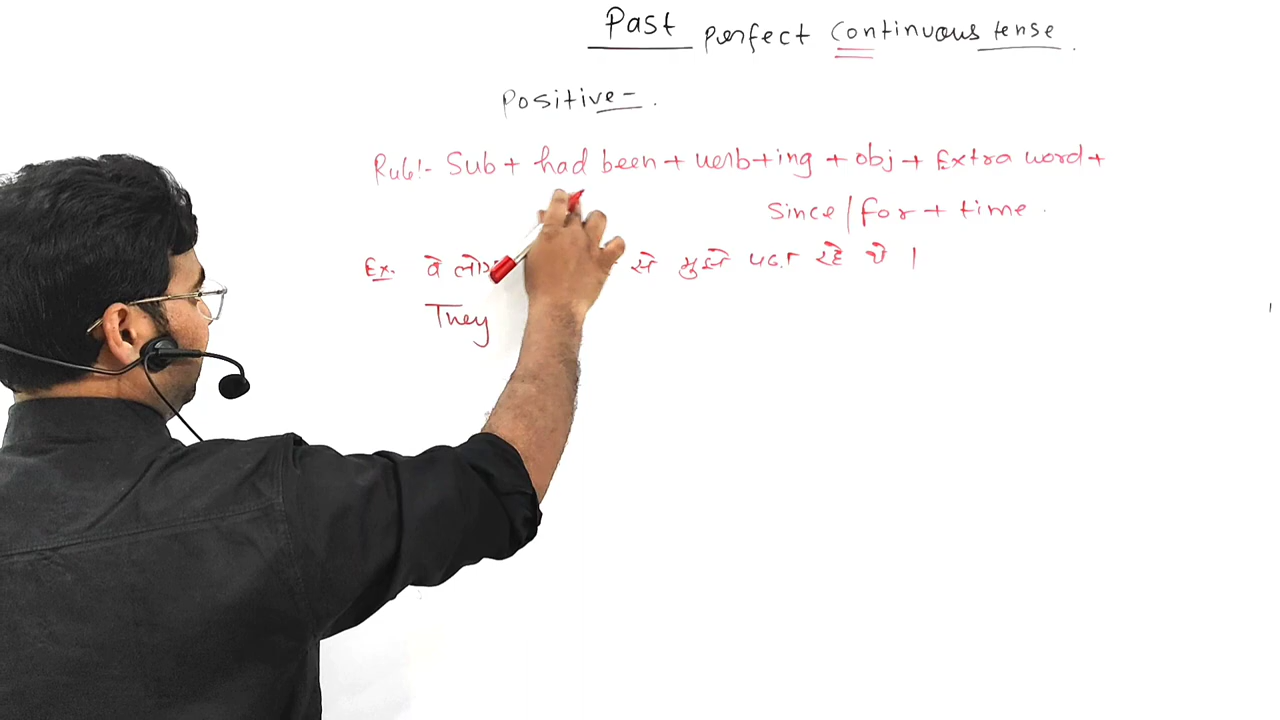 Past perfect continuous tense.
Positive- .
Rule!- Sub + had been + verb+ing + obj + Extra word +
since/for + time .
Ex. वे लोग से मुझे पढ़ा रहे थे |
They